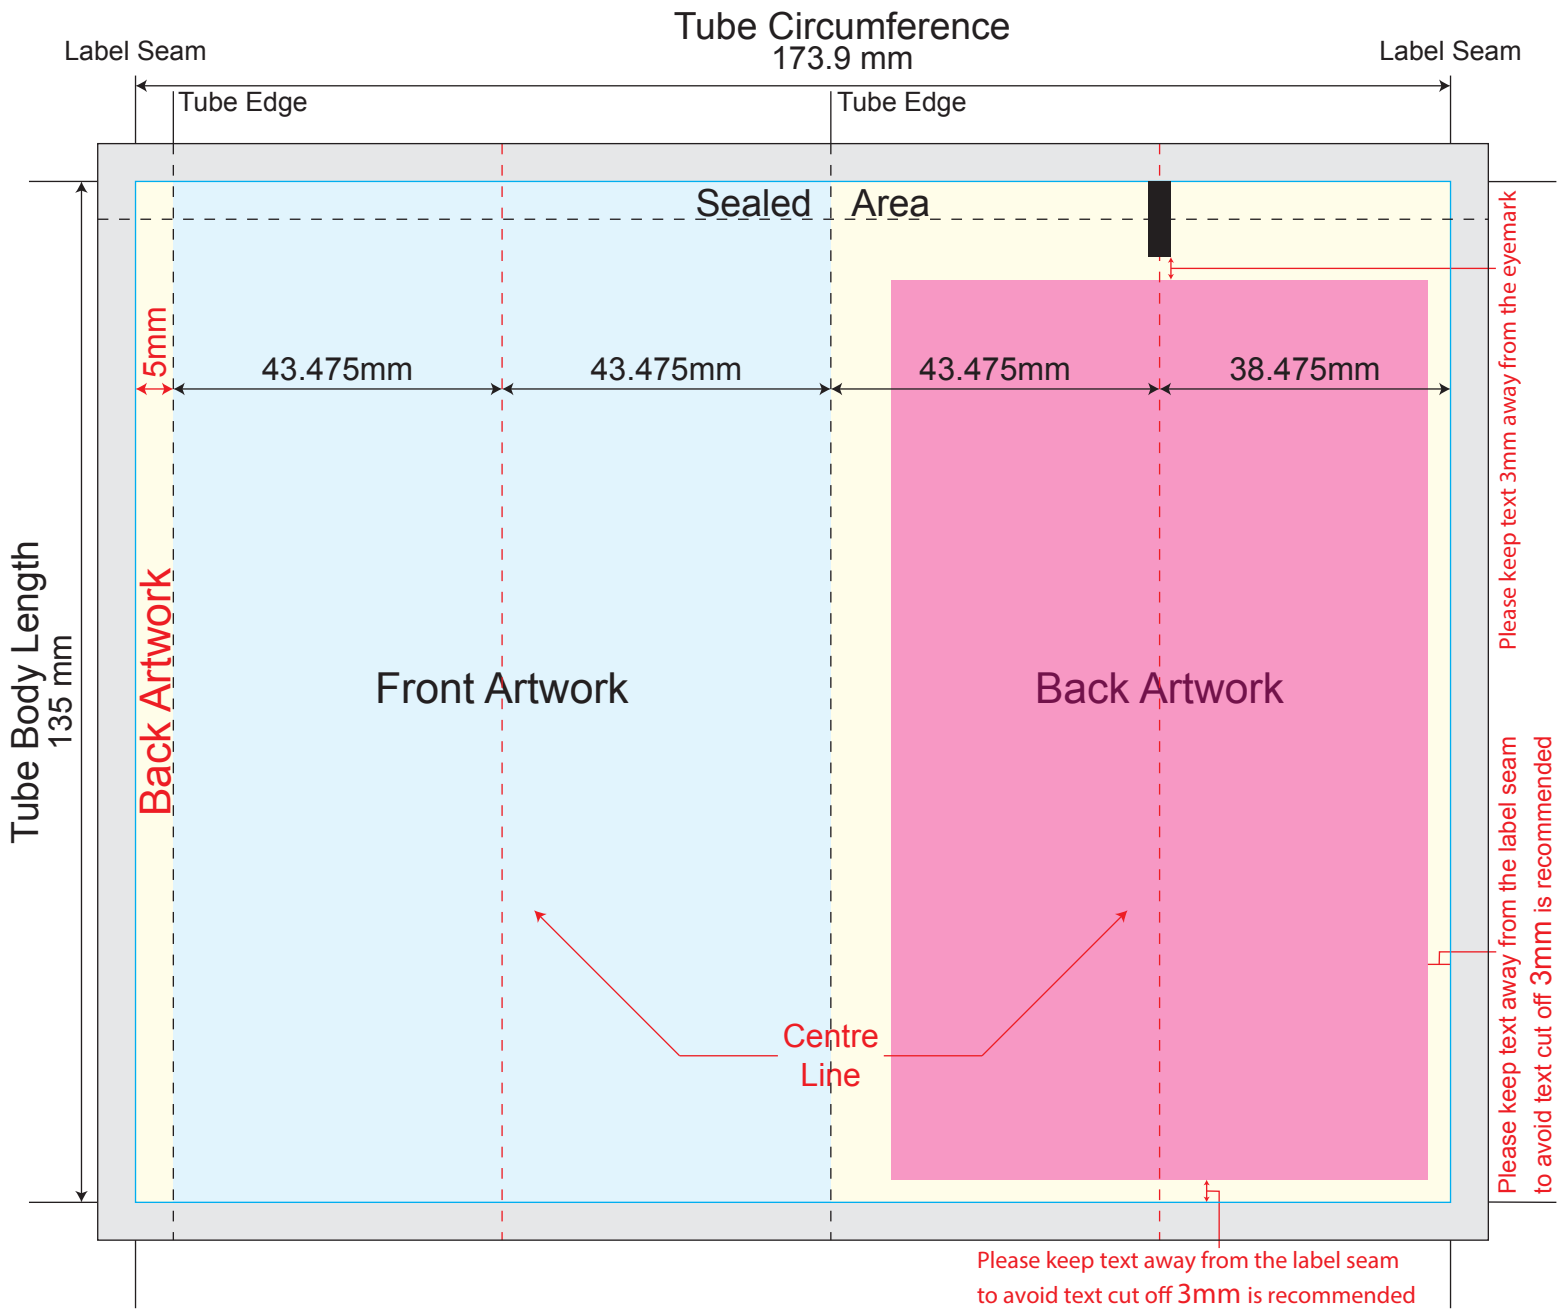 Tube Circumference
173.9 mm
Label Seam
Label Seam
Tube Edge
Tube Edge
Sealed Area
5mm
43.475mm
43.475mm
43.475mm
38.475mm
Please keep text 3mm away from the eyemark
Tube Body Length
135 mm
Back Artwork
Front Artwork
Back Artwork
Please keep text away from the label seam
to avoid text cut off 3mm is recommended
Centre
Line
Please keep text away from the label seam
to avoid text cut off 3mm is recommended